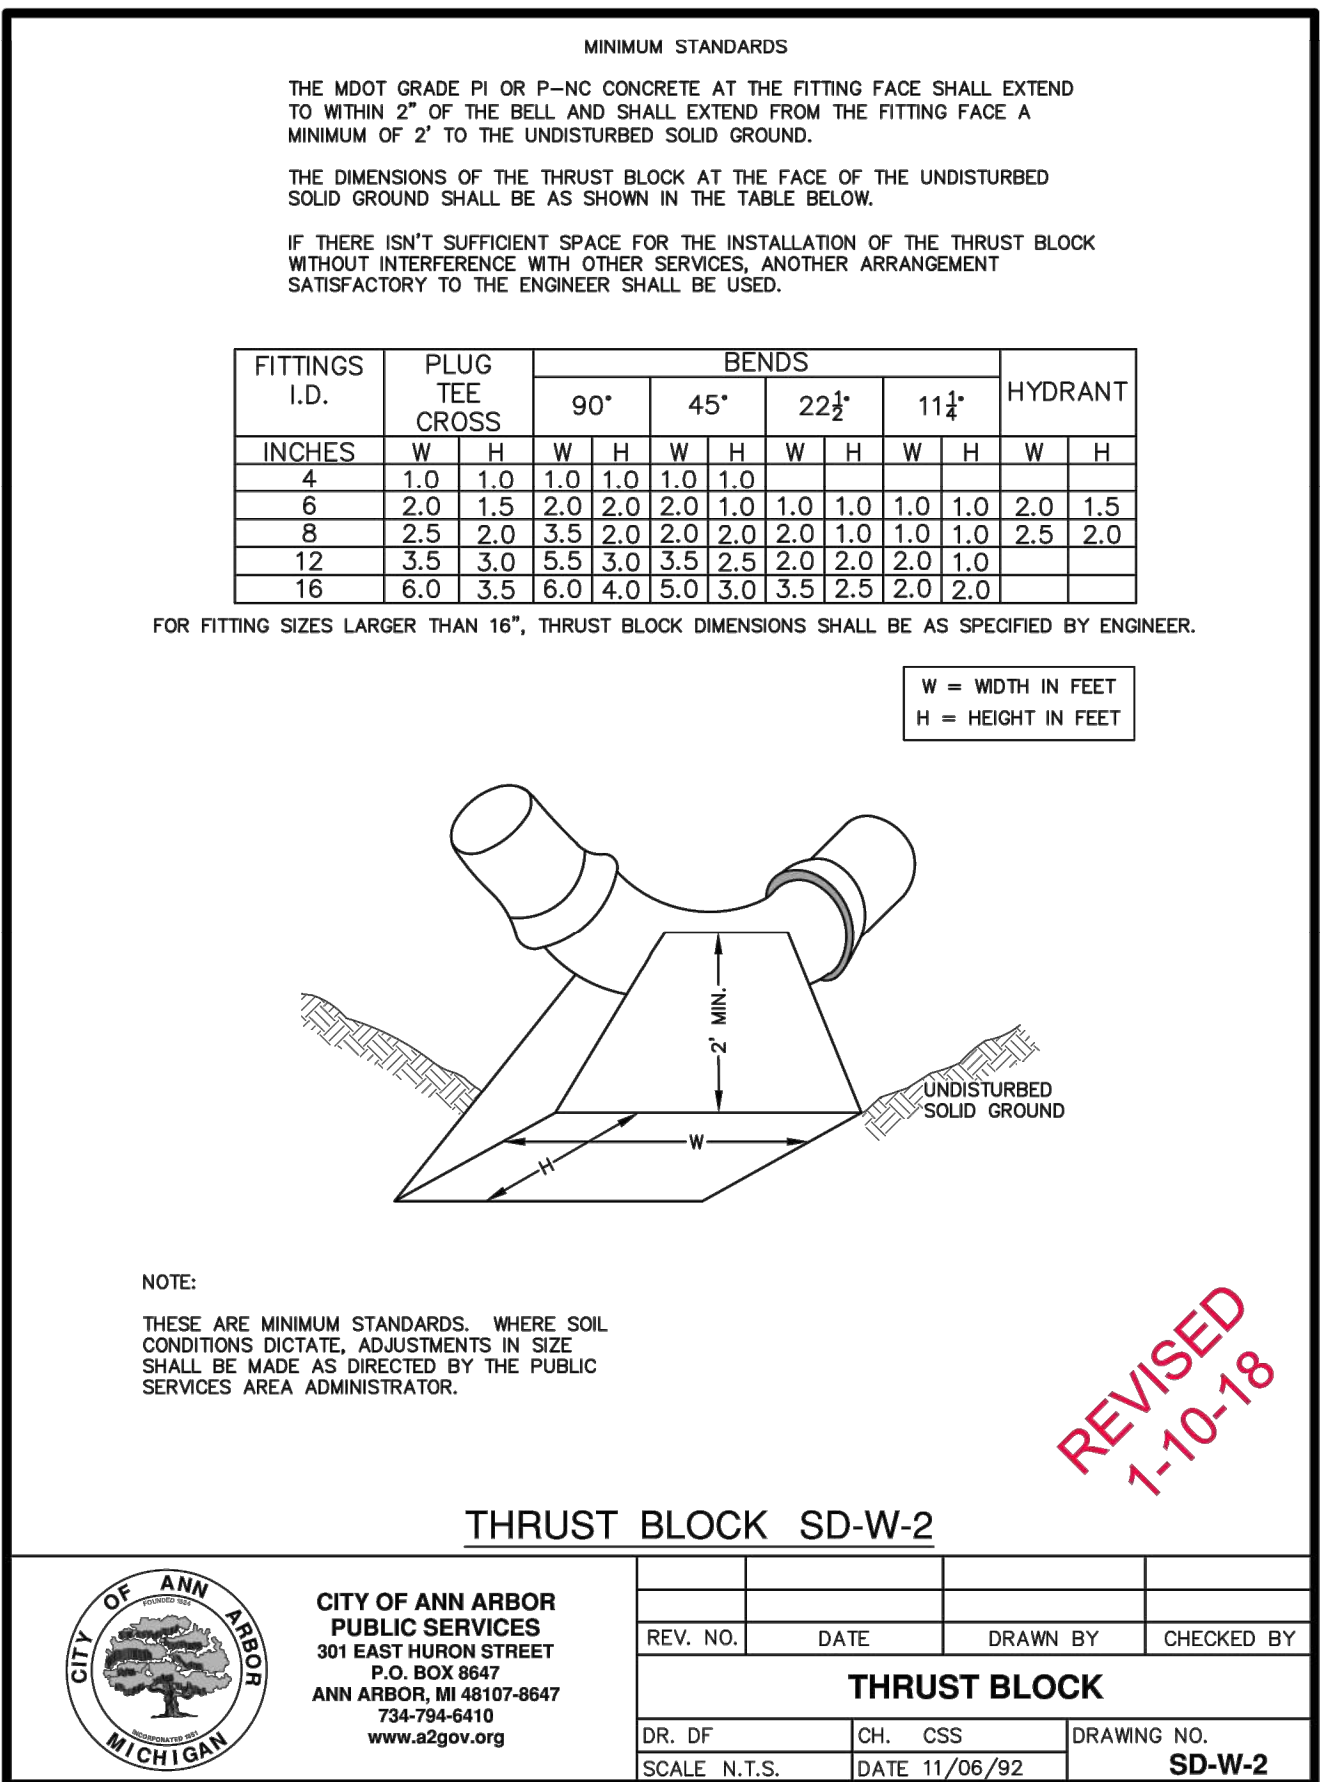 MINIMUM STANDARDS
THE MDOT GRADE PI OR P-NC CONCRETE AT THE FITTING FACE SHALL EXTEND
TO WITHIN 2" OF THE BELL AND SHALL EXTEND FROM THE FITTING FACE A
MINIMUM OF 2' TO THE UNDISTURBED SOLID GROUND.
THE DIMENSIONS OF THE THRUST BLOCK AT THE FACE OF THE UNDISTURBED
SOLID GROUND SHALL BE AS SHOWN IN THE TABLE BELOW.
IF THERE ISN'T SUFFICIENT SPACE FOR THE INSTALLATION OF THE THRUST BLOCK
WITHOUT INTERFERENCE WITH OTHER SERVICES, ANOTHER ARRANGEMENT
SATISFACTORY TO THE ENGINEER SHALL BE USED.
FITTINGS I.D. PLUG TEE CROSS BENDS HYDRANT
90° 45° 22½° 11¼°
INCHES W H W H W H W H W H W H
4 1.0 1.0 1.0 1.0 1.0 1.0
6 2.0 1.5 2.0 2.0 2.0 1.0 1.0 1.0 1.0 1.0 2.0 1.5
8 2.5 2.0 3.5 2.0 2.0 2.0 2.0 1.0 1.0 1.0 2.5 2.0
12 3.5 3.0 5.5 3.0 3.5 2.5 2.0 2.0 2.0 1.0
16 6.0 3.5 6.0 4.0 5.0 3.0 3.5 2.5 2.0 2.0
FOR FITTING SIZES LARGER THAN 16", THRUST BLOCK DIMENSIONS SHALL BE AS SPECIFIED BY ENGINEER.
W = WIDTH IN FEET
H = HEIGHT IN FEET
2' MIN.
UNDISTURBED
SOLID GROUND
W
H
NOTE:
THESE ARE MINIMUM STANDARDS. WHERE SOIL
CONDITIONS DICTATE, ADJUSTMENTS IN SIZE
SHALL BE MADE AS DIRECTED BY THE PUBLIC
SERVICES AREA ADMINISTRATOR.
REVISED
1-10-18
THRUST BLOCK SD-W-2
CITY OF ANN ARBOR
FOUNDED 1824
INCORPORATED 1851
MICHIGAN
CITY OF ANN ARBOR
PUBLIC SERVICES
301 EAST HURON STREET
P.O. BOX 8647
ANN ARBOR, MI 48107-8647
734-794-6410
www.a2gov.org
REV. NO. DATE DRAWN BY CHECKED BY
THRUST BLOCK
DR. DF CH. CSS DRAWING NO.
SCALE N.T.S. DATE 11/06/92 SD-W-2